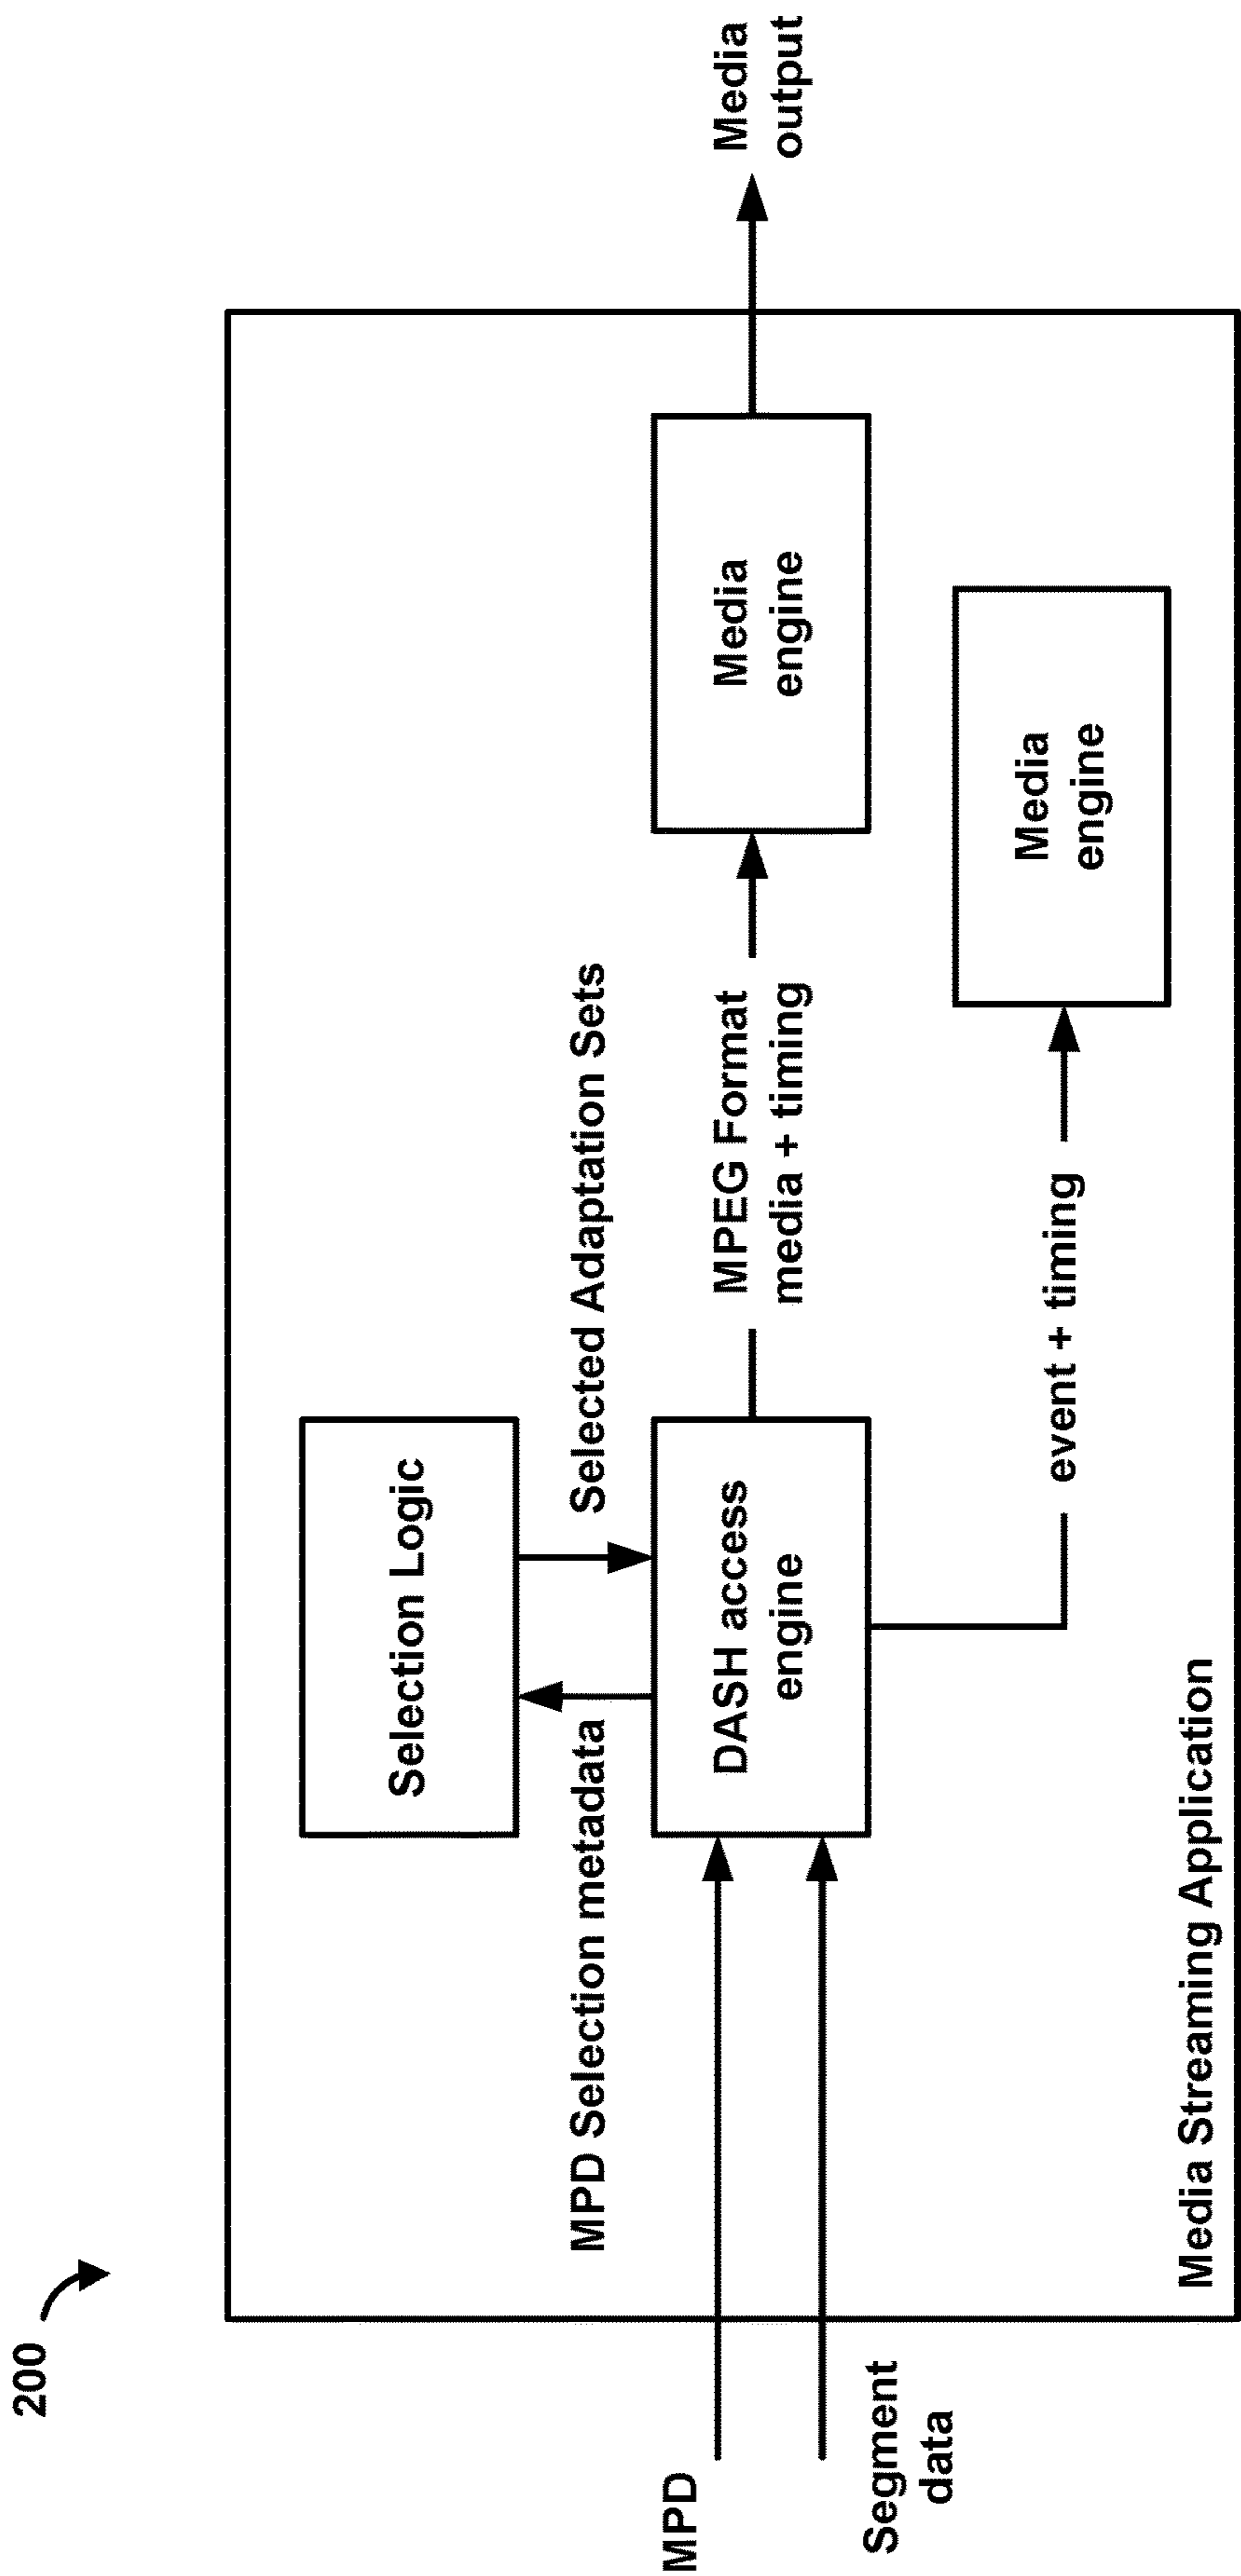 200
Selection Logic
MPD Selection metadata
Selected Adaptation Sets
MPD
Segment
data
DASH access
engine
MPEG Format
media + timing
Media
engine
Media
output
event + timing
Media
engine
Media Streaming Application